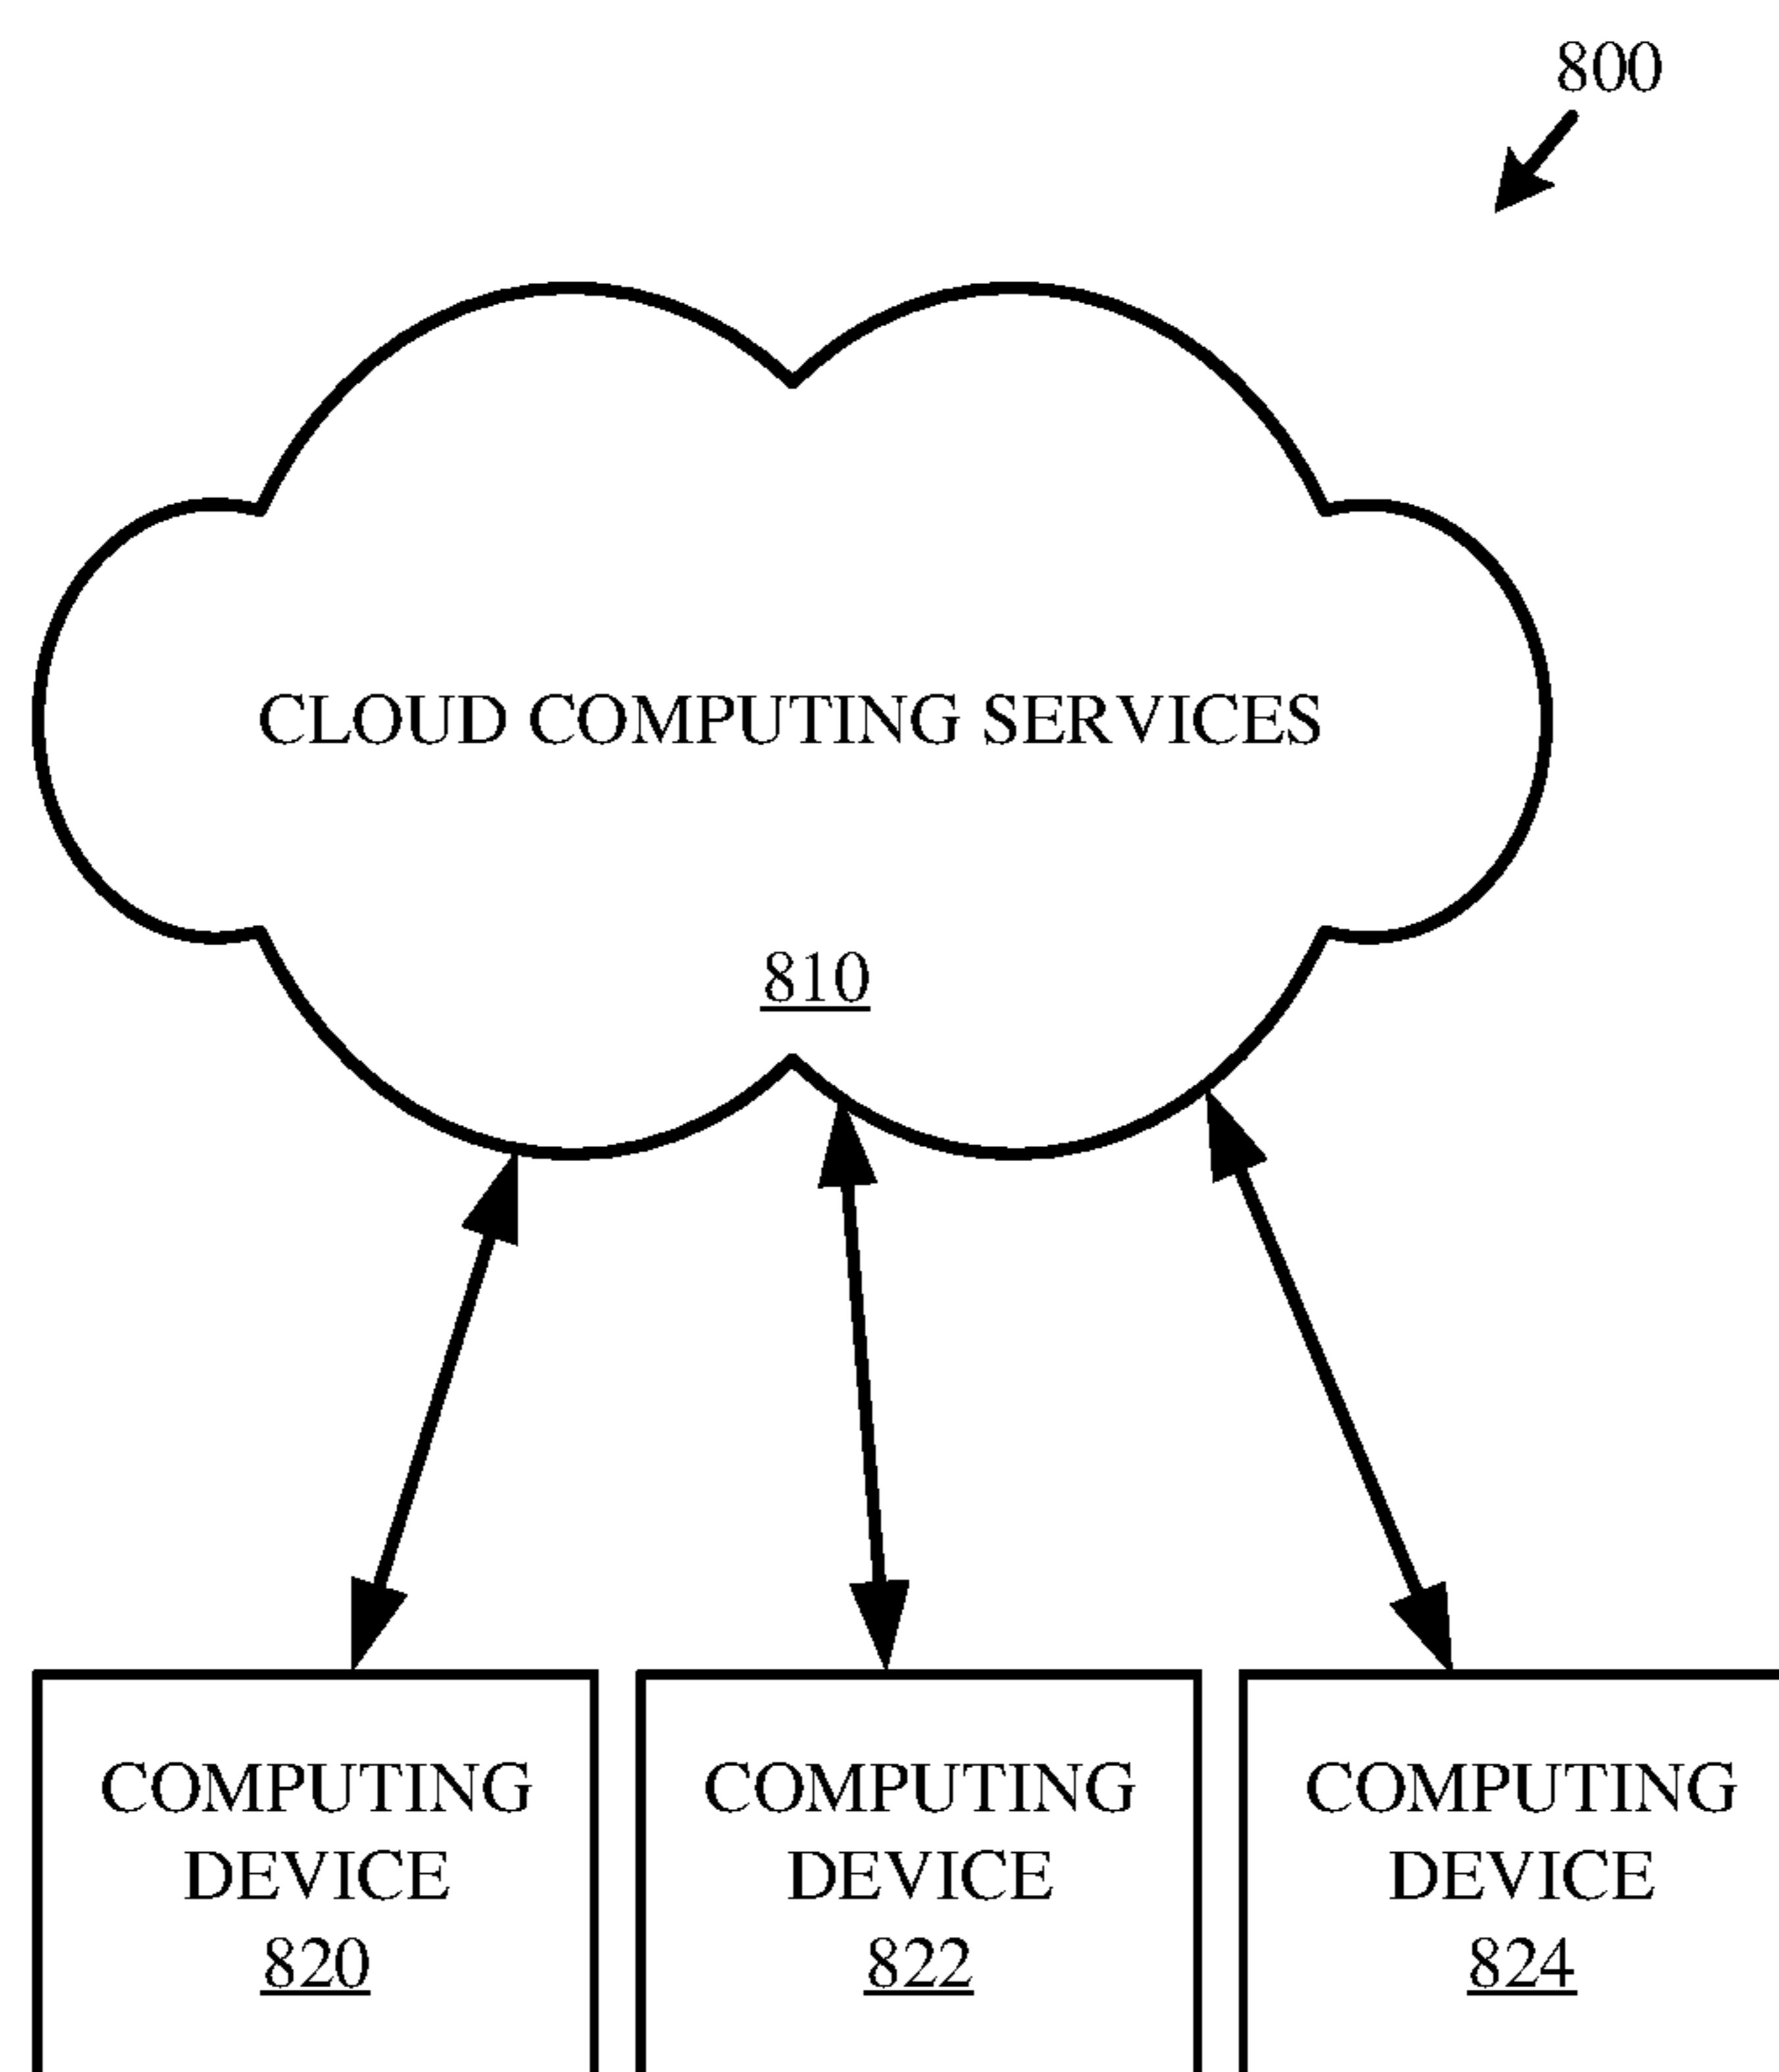 800
CLOUD COMPUTING SERVICES
810
COMPUTING
DEVICE
820
COMPUTING
DEVICE
822
COMPUTING
DEVICE
824